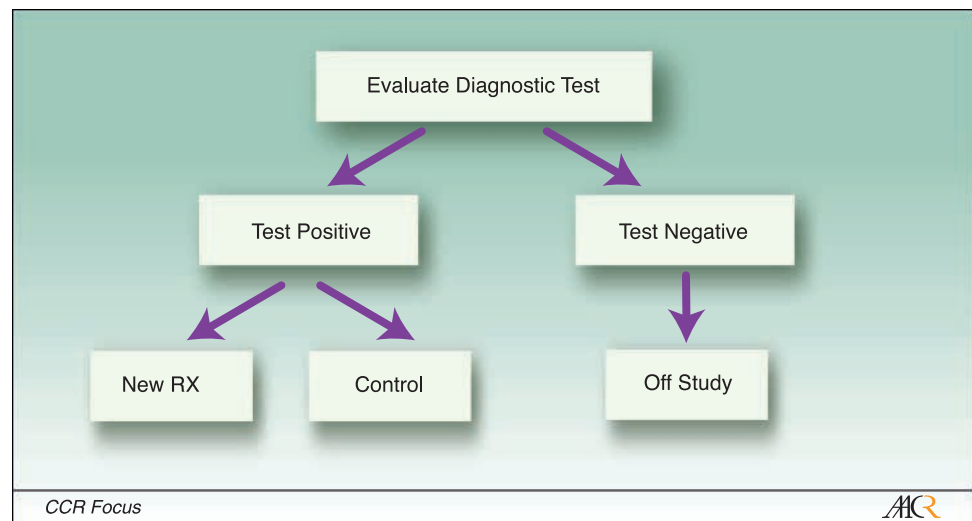 Evaluate Diagnostic Test
Test Positive
Test Negative
New RX
Control
Off Study
CCR Focus
AACR